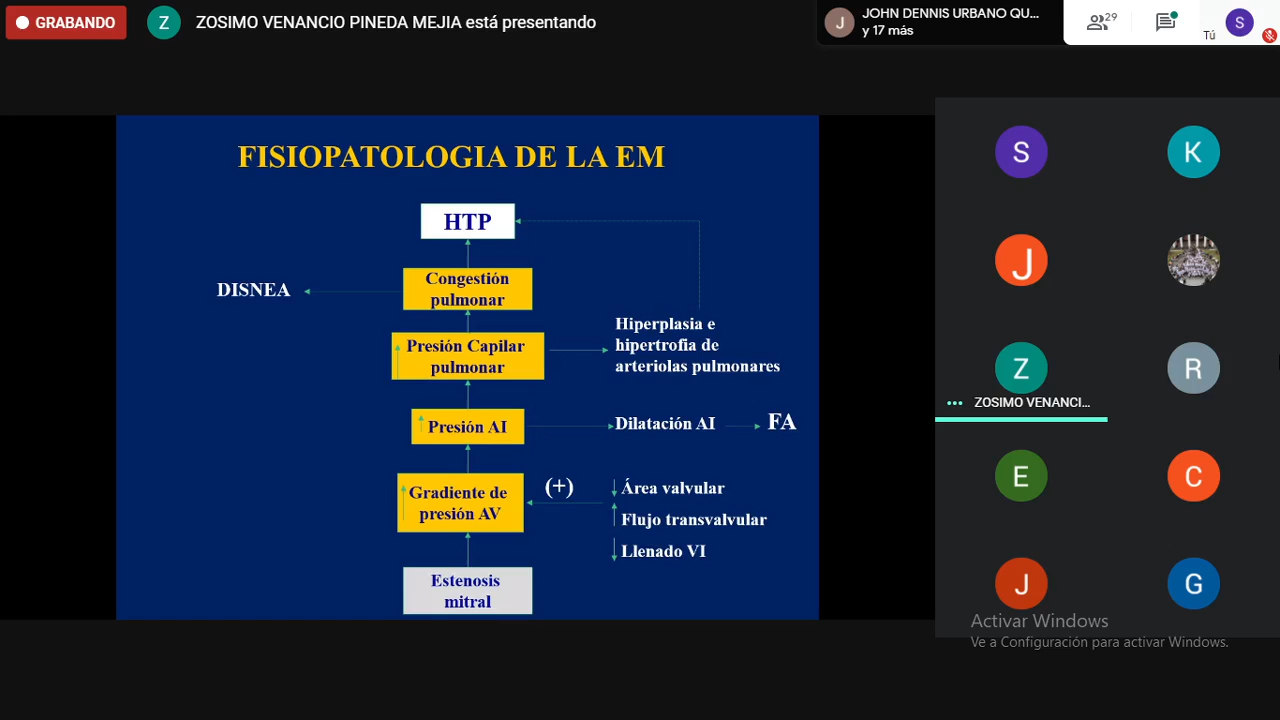 GRABANDO
Z
ZOSIMO VENANCIO PINEDA MEJIA está presentando
J
JOHN DENNIS URBANO QU...
y 17 más
29
Tú
S
FISIOPATOLOGIA DE LA EM
HTP
DISNEA
Congestión
pulmonar
Presión Capilar
pulmonar
Hiperplasia e
hipertrofia de
arteriolas pulmonares
Presión AI
Dilatación AI
FA
Gradiente de
presión AV
(+)
Área valvular
Flujo transvalvular
Llenado VI
Estenosis
mitral
S
K
J
Z
R
ZOSIMO VENANCI...
E
C
J
G
Activar Windows
Ve a Configuración para activar Windows.